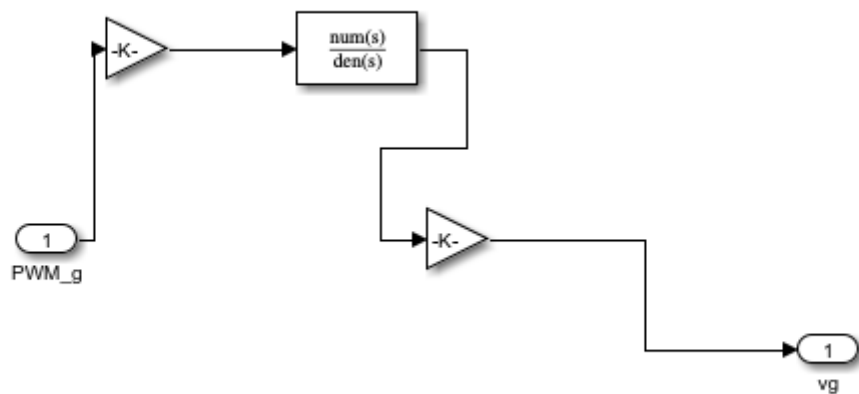 -K-
num(s)
den(s)
1
PWM_g
-K-
1
vg